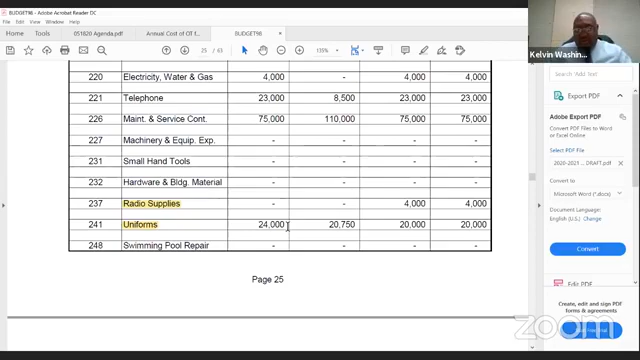 BUDGET98 - Adobe Acrobat Reader DC
File Edit View Window Help
Home Tools 051820 Agenda.pdf Annual Cost of OT f... BUDGET98
25 / 63 135%
220 Electricity, Water & Gas 4,000 - 4,000 4,000
221 Telephone 23,000 8,500 23,000 23,000
226 Maint. & Service Cont. 75,000 110,000 75,000 75,000
227 Machinery & Equip. Exp. - - - -
231 Small Hand Tools - - - -
232 Hardware & Bldg. Material - - - -
237 Radio Supplies - - 4,000 4,000
241 Uniforms 24,000 20,750 20,000 20,000
248 Swimming Pool Repair - - - -
Page 25
Kelvin Washin...
Export PDF
Adobe Export PDF
Convert PDF Files to Word
or Excel Online
Select PDF File
2020-2021 ... DRAFT.pdf
Convert to
Microsoft Word (*.docx)
Document Language:
English (U.S.) Change
Convert
Edit PDF
Create, edit and sign PDF
forms & agreements
zoom